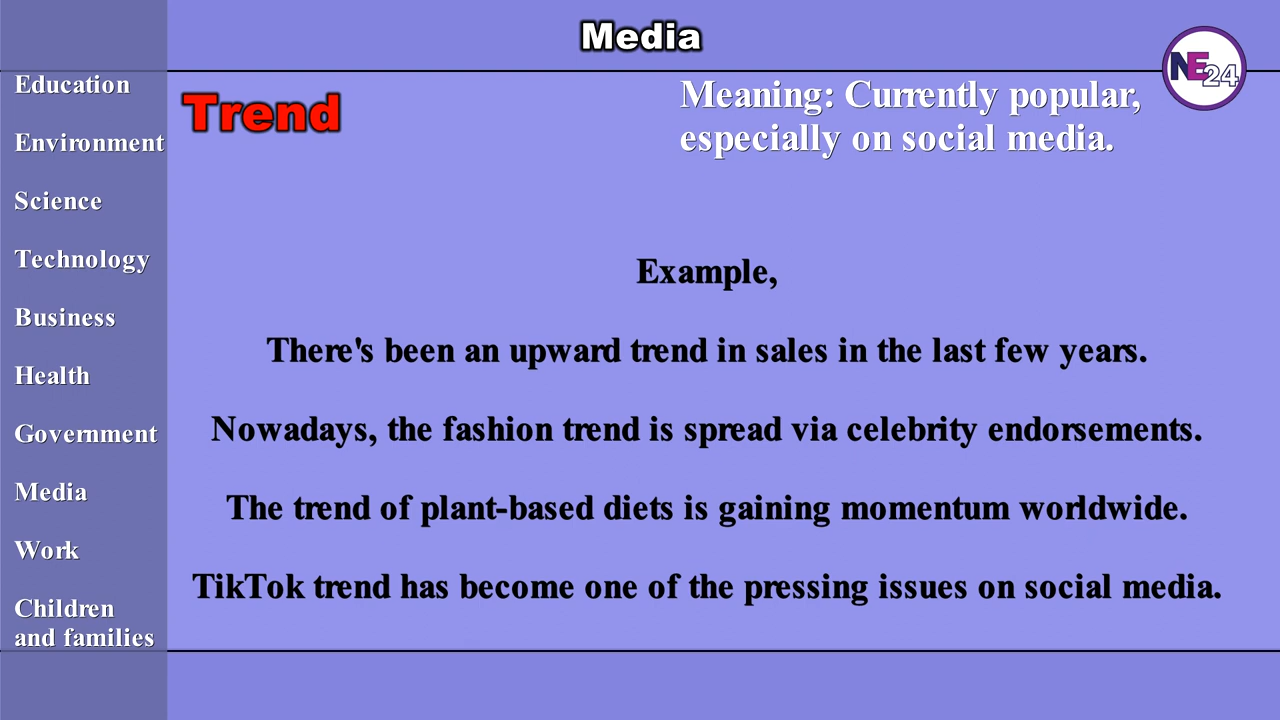 Media
NE24
Education
Environment
Science
Technology
Business
Health
Government
Media
Work
Children
and families
Trend
Meaning: Currently popular,
especially on social media.
Example,
There's been an upward trend in sales in the last few years.
Nowadays, the fashion trend is spread via celebrity endorsements.
The trend of plant-based diets is gaining momentum worldwide.
TikTok trend has become one of the pressing issues on social media.